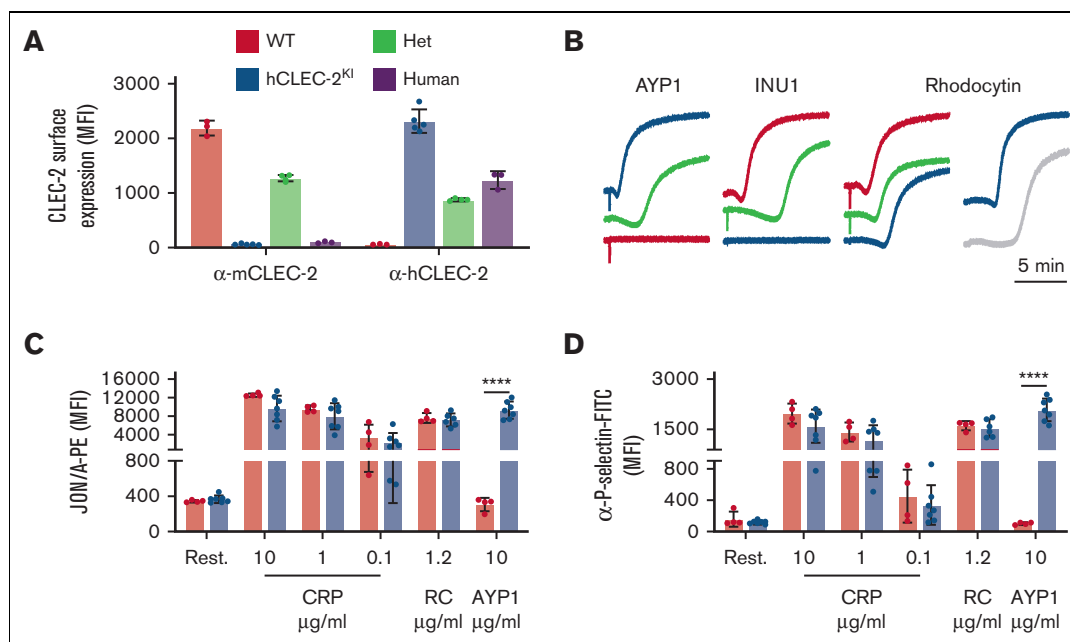 A
WT
Het
hCLEC-2ᴷᴵ
Human
CLEC-2 surface
expression (MFI)
3000
2000
1000
0
α-mCLEC-2
α-hCLEC-2
B
AYP1
INU1
Rhodocytin
5 min
C
JON/A-PE (MFI)
16000
12000
8000
4000
800
400
0
****
Rest.
10
1
0.1
1.2
10
CRP
RC
AYP1
μg/ml
μg/ml
μg/ml
D
α-P-selectin-FITC
(MFI)
3000
1500
800
400
0
****
Rest.
10
1
0.1
1.2
10
CRP
RC
AYP1
μg/ml
μg/ml
μg/ml